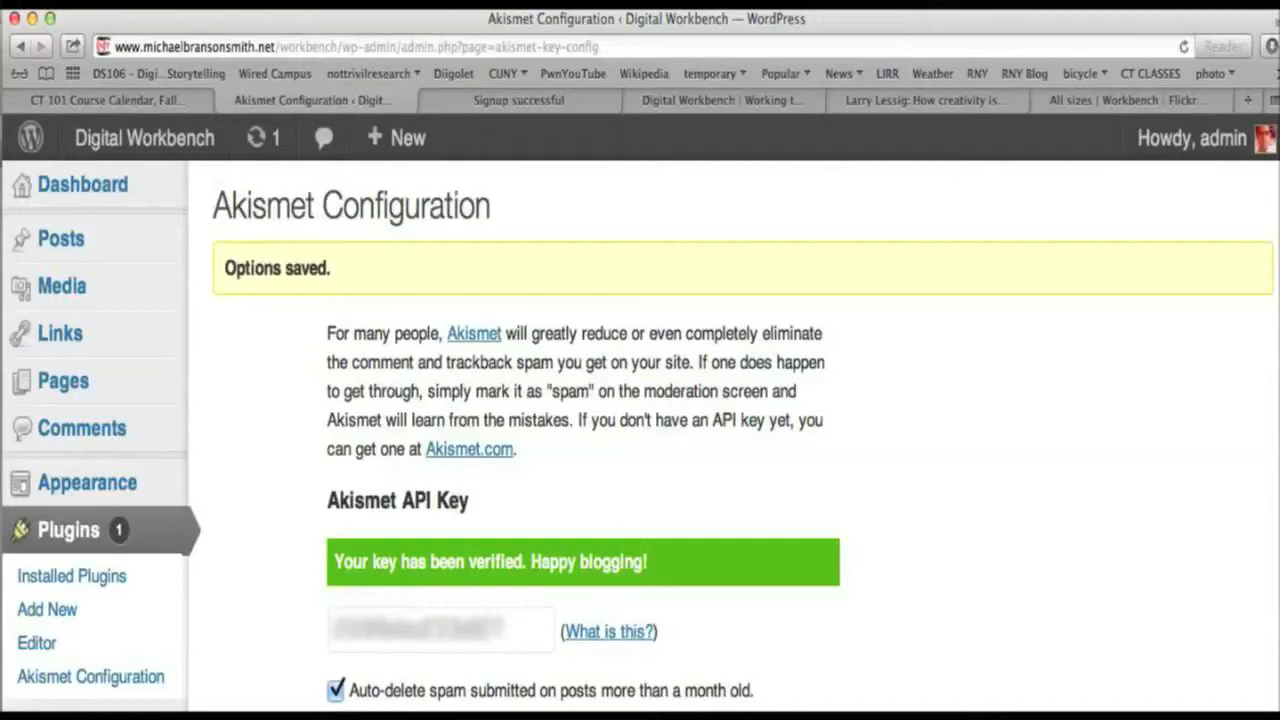 Akismet Configuration ‹ Digital Workbench — WordPress
www.michaelbransonsmith.net/workbench/wp-admin/admin.php?page=akismet-key-config
Reader
DS106 - Digi...Storytelling Wired Campus nottrivilresearch Diigolet CUNY PwnYouTube Wikipedia temporary Popular News LIRR Weather RNY RNY Blog bicycle CT CLASSES photo
CT 101 Course Calendar, Fall... Akismet Configuration ‹ Digit... Signup successful Digital Workbench | Working t... Larry Lessig: How creativity is... All sizes | Workbench | Flickr...
Digital Workbench 1 + New Howdy, admin
Dashboard
Posts
Media
Links
Pages
Comments
Appearance
Plugins 1
Installed Plugins
Add New
Editor
Akismet Configuration
Akismet Configuration
Options saved.
For many people, Akismet will greatly reduce or even completely eliminate
the comment and trackback spam you get on your site. If one does happen
to get through, simply mark it as "spam" on the moderation screen and
Akismet will learn from the mistakes. If you don't have an API key yet, you
can get one at Akismet.com.
Akismet API Key
Your key has been verified. Happy blogging!
(What is this?)
Auto-delete spam submitted on posts more than a month old.